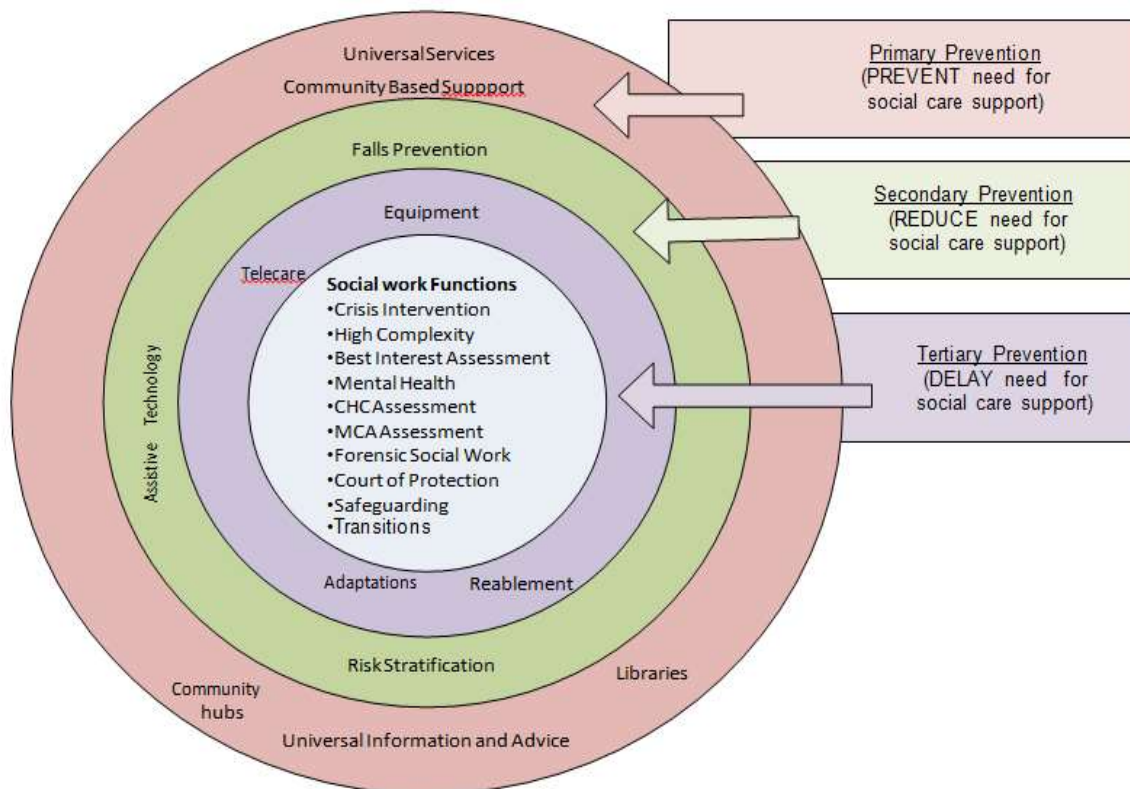 Universal Services
Community Based Suppport
Falls Prevention
Equipment
Telecare
Social work Functions
•Crisis Intervention
•High Complexity
•Best Interest Assessment
•Mental Health
•CHC Assessment
•MCA Assessment
•Forensic Social Work
•Court of Protection
•Safeguarding
•Transitions
Assistive Technology
Adaptations
Reablement
Risk Stratification
Libraries
Community
hubs
Universal Information and Advice
Primary Prevention
(PREVENT need for
social care support)
Secondary Prevention
(REDUCE need for
social care support)
Tertiary Prevention
(DELAY need for
social care support)